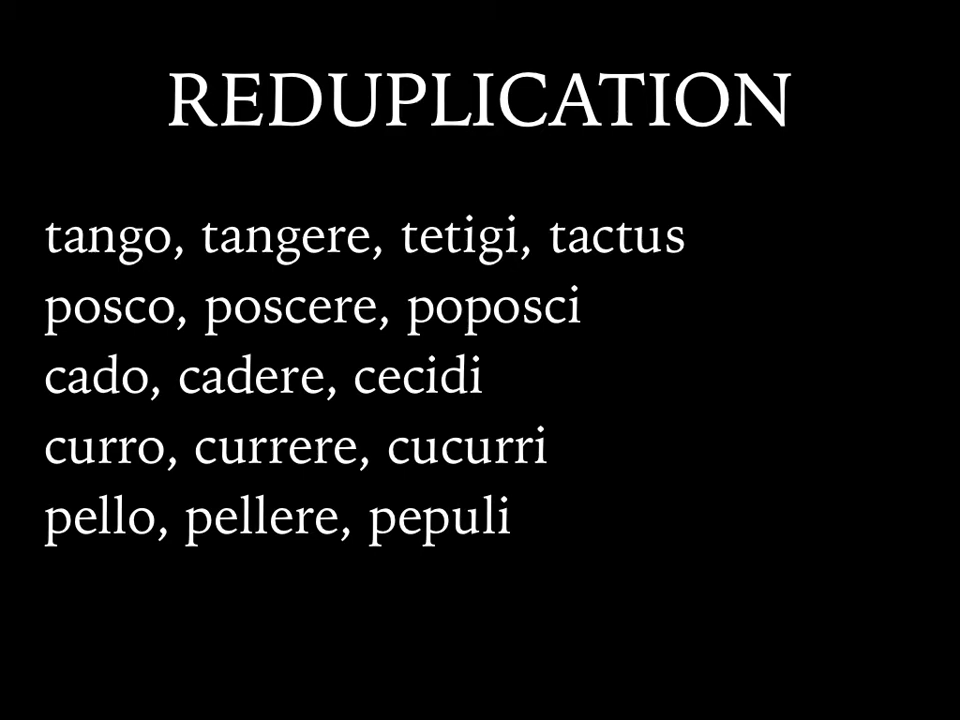 REDUPLICATION
tango, tangere, tetigi, tactus
posco, poscere, poposci
cado, cadere, cecidi
curro, currere, cucurri
pello, pellere, pepuli